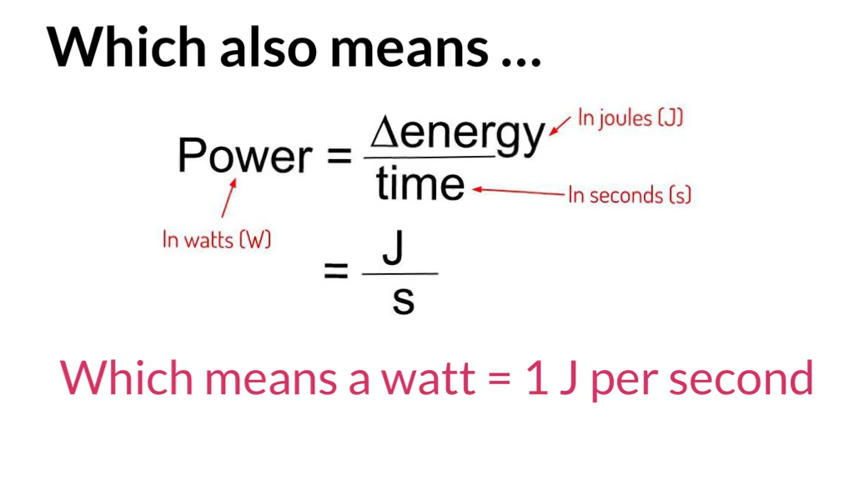 Which also means ...
Power = Δenergy
time
In joules (J)
In seconds (s)
In watts (W)
= J
s
Which means a watt = 1 J per second